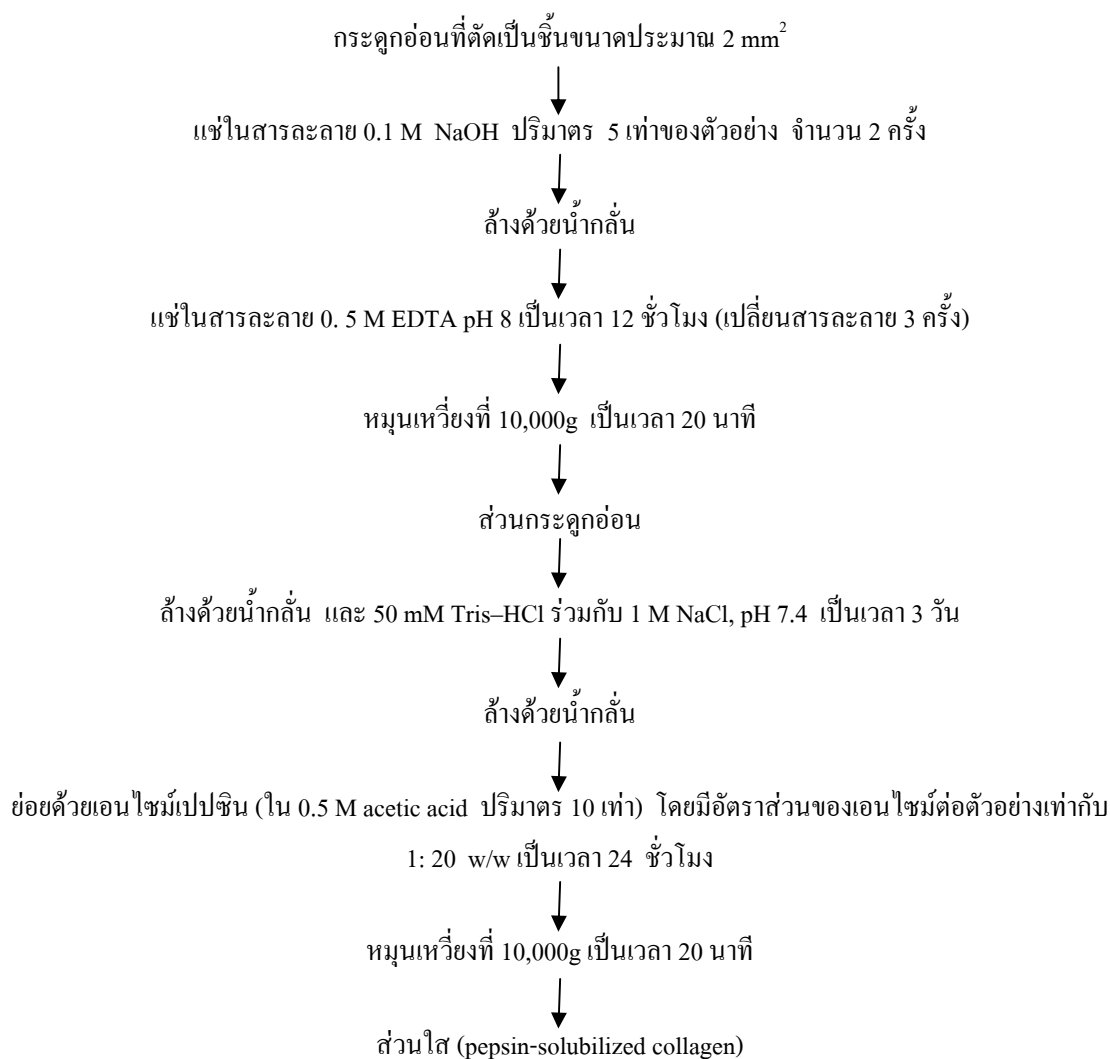 กระดูกอ่อนที่ตัดเป็นชิ้นขนาดประมาณ 2 mm²
แช่ในสารละลาย 0.1 M NaOH ปริมาตร 5 เท่าของตัวอย่าง จำนวน 2 ครั้ง
ล้างด้วยน้ำกลั่น
แช่ในสารละลาย 0. 5 M EDTA pH 8 เป็นเวลา 12 ชั่วโมง (เปลี่ยนสารละลาย 3 ครั้ง)
หมุนเหวี่ยงที่ 10,000g เป็นเวลา 20 นาที
ส่วนกระดูกอ่อน
ล้างด้วยน้ำกลั่น และ 50 mM Tris–HCl ร่วมกับ 1 M NaCl, pH 7.4 เป็นเวลา 3 วัน
ล้างด้วยน้ำกลั่น
ย่อยด้วยเอนไซม์เปปซิน (ใน 0.5 M acetic acid ปริมาตร 10 เท่า) โดยมีอัตราส่วนของเอนไซม์ต่อตัวอย่างเท่ากับ
1: 20 w/w เป็นเวลา 24 ชั่วโมง
หมุนเหวี่ยงที่ 10,000g เป็นเวลา 20 นาที
ส่วนใส (pepsin-solubilized collagen)